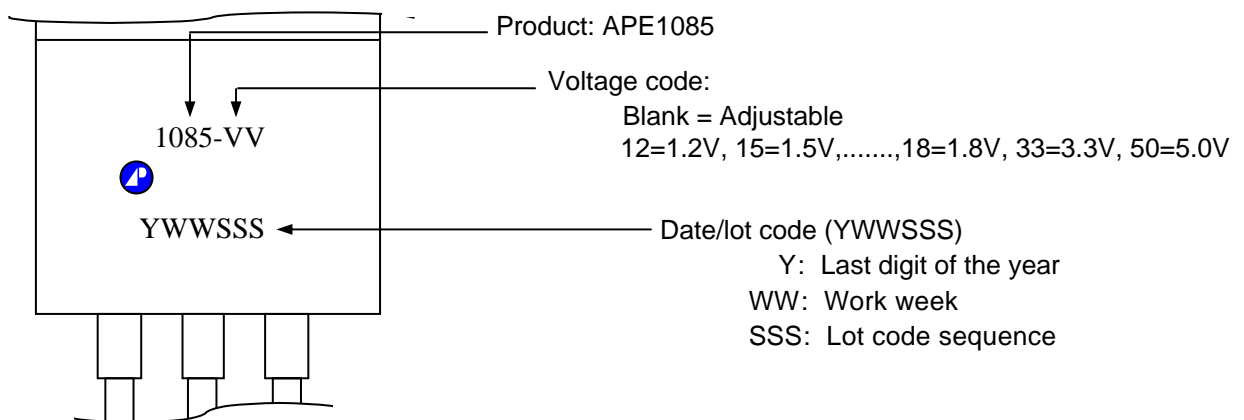 Product: APE1085
Voltage code:
Blank = Adjustable
12=1.2V, 15=1.5V,.......,18=1.8V, 33=3.3V, 50=5.0V
1085-VV
AP
YWWSSS
Date/lot code (YWWSSS)
Y: Last digit of the year
WW: Work week
SSS: Lot code sequence